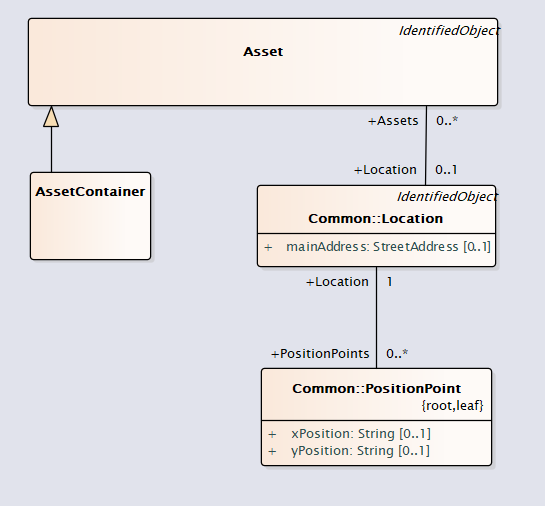 IdentifiedObject
Asset
+Assets 0..*
AssetContainer
+Location 0..1
IdentifiedObject
Common::Location
+ mainAddress: StreetAddress [0..1]
+Location 1
+PositionPoints 0..*
Common::PositionPoint
{root,leaf}
+ xPosition: String [0..1]
+ yPosition: String [0..1]